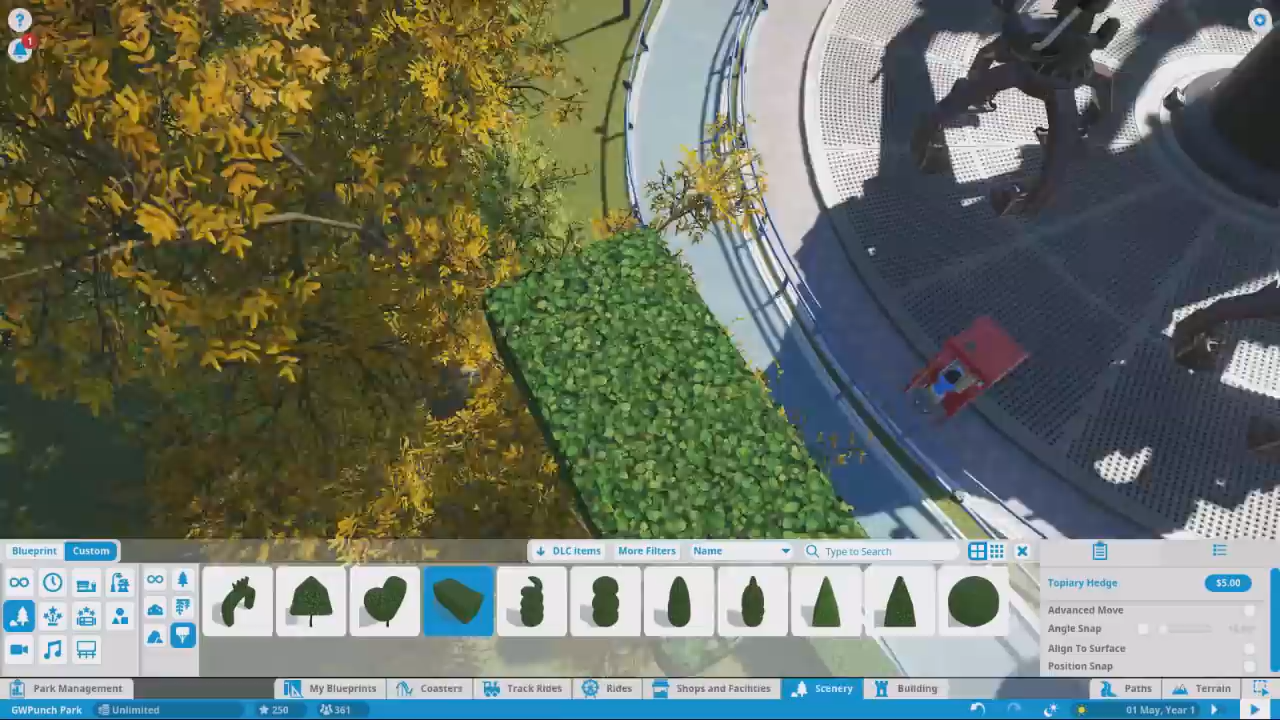 ?
1
Blueprint Custom
DLC Items More Filters Name Type to Search
Topiary Hedge $5.00
Advanced Move
Angle Snap
Align To Surface
Position Snap
Park Management My Blueprints Coasters Track Rides Rides Shops and Facilities Scenery Building Paths Terrain
GWPunch Park Unlimited 250 361 01 May, Year 1